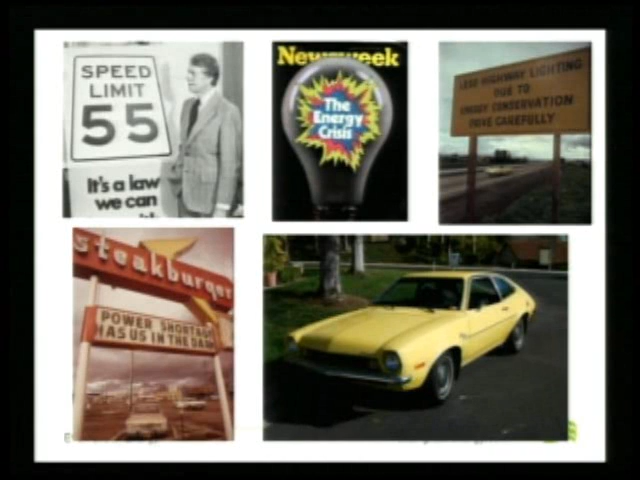 SPEED
LIMIT
55
It's a law
we can
Newsweek
The
Energy
Crisis
LESS HIGHWAY LIGHTING
DUE TO
ENERGY CONSERVATION
DRIVE CAREFULLY
steakburger
POWER SHORTAGE
HAS US IN THE DARK